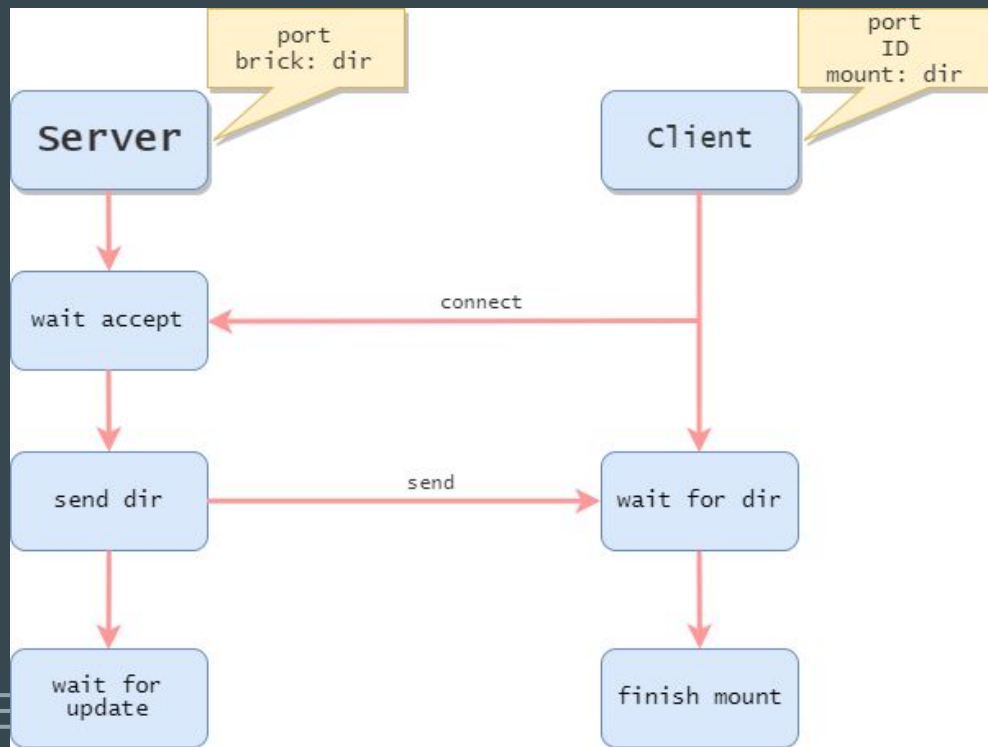 port
brick: dir
port
ID
mount: dir
Server
Client
connect
wait accept
send
send dir
wait for dir
wait for
update
finish mount